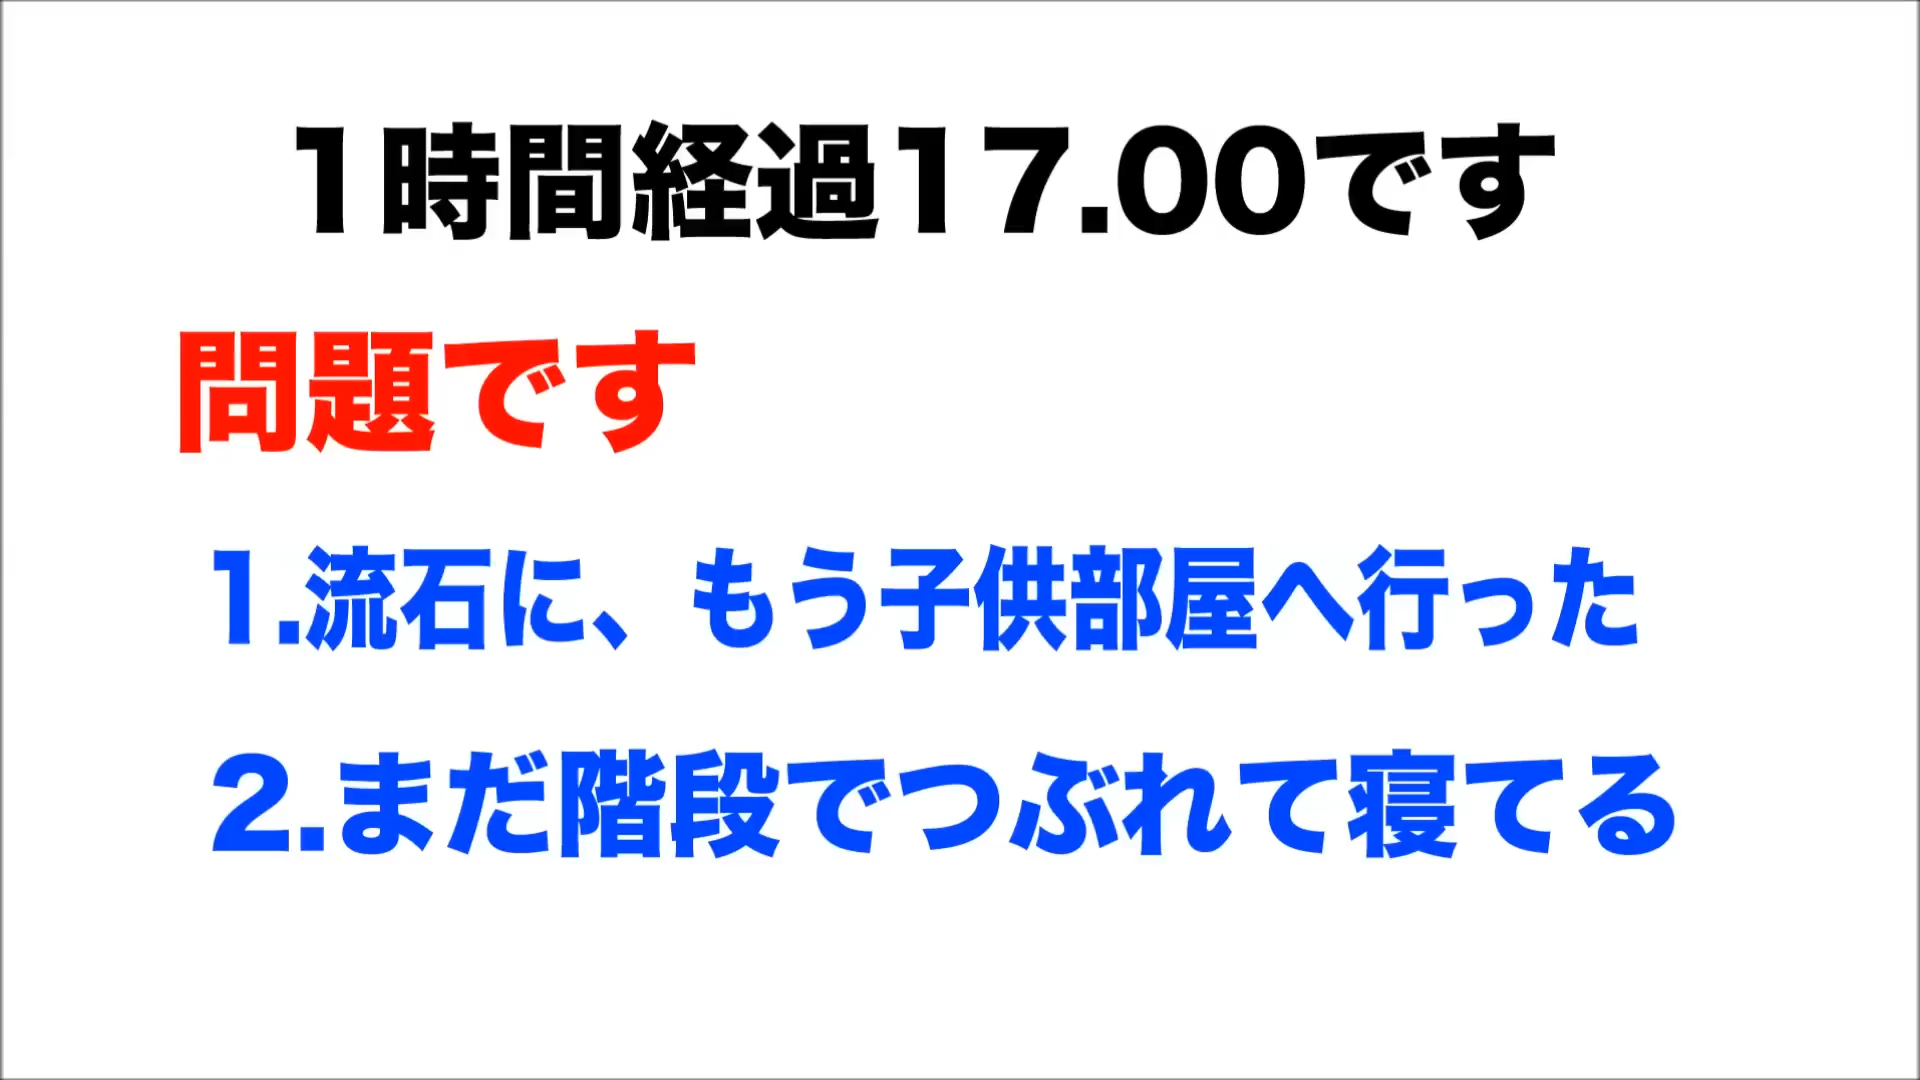 1時間経過17.00です
問題です
1.流石に、もう子供部屋へ行った
2.まだ階段でつぶれて寝てる